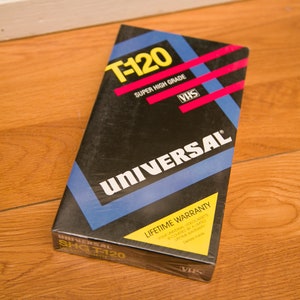 T-120
SUPER HIGH GRADE
VHS
UNIVERSAL
LIFETIME WARRANTY
UNIVERSAL
SHG T-120
VHS